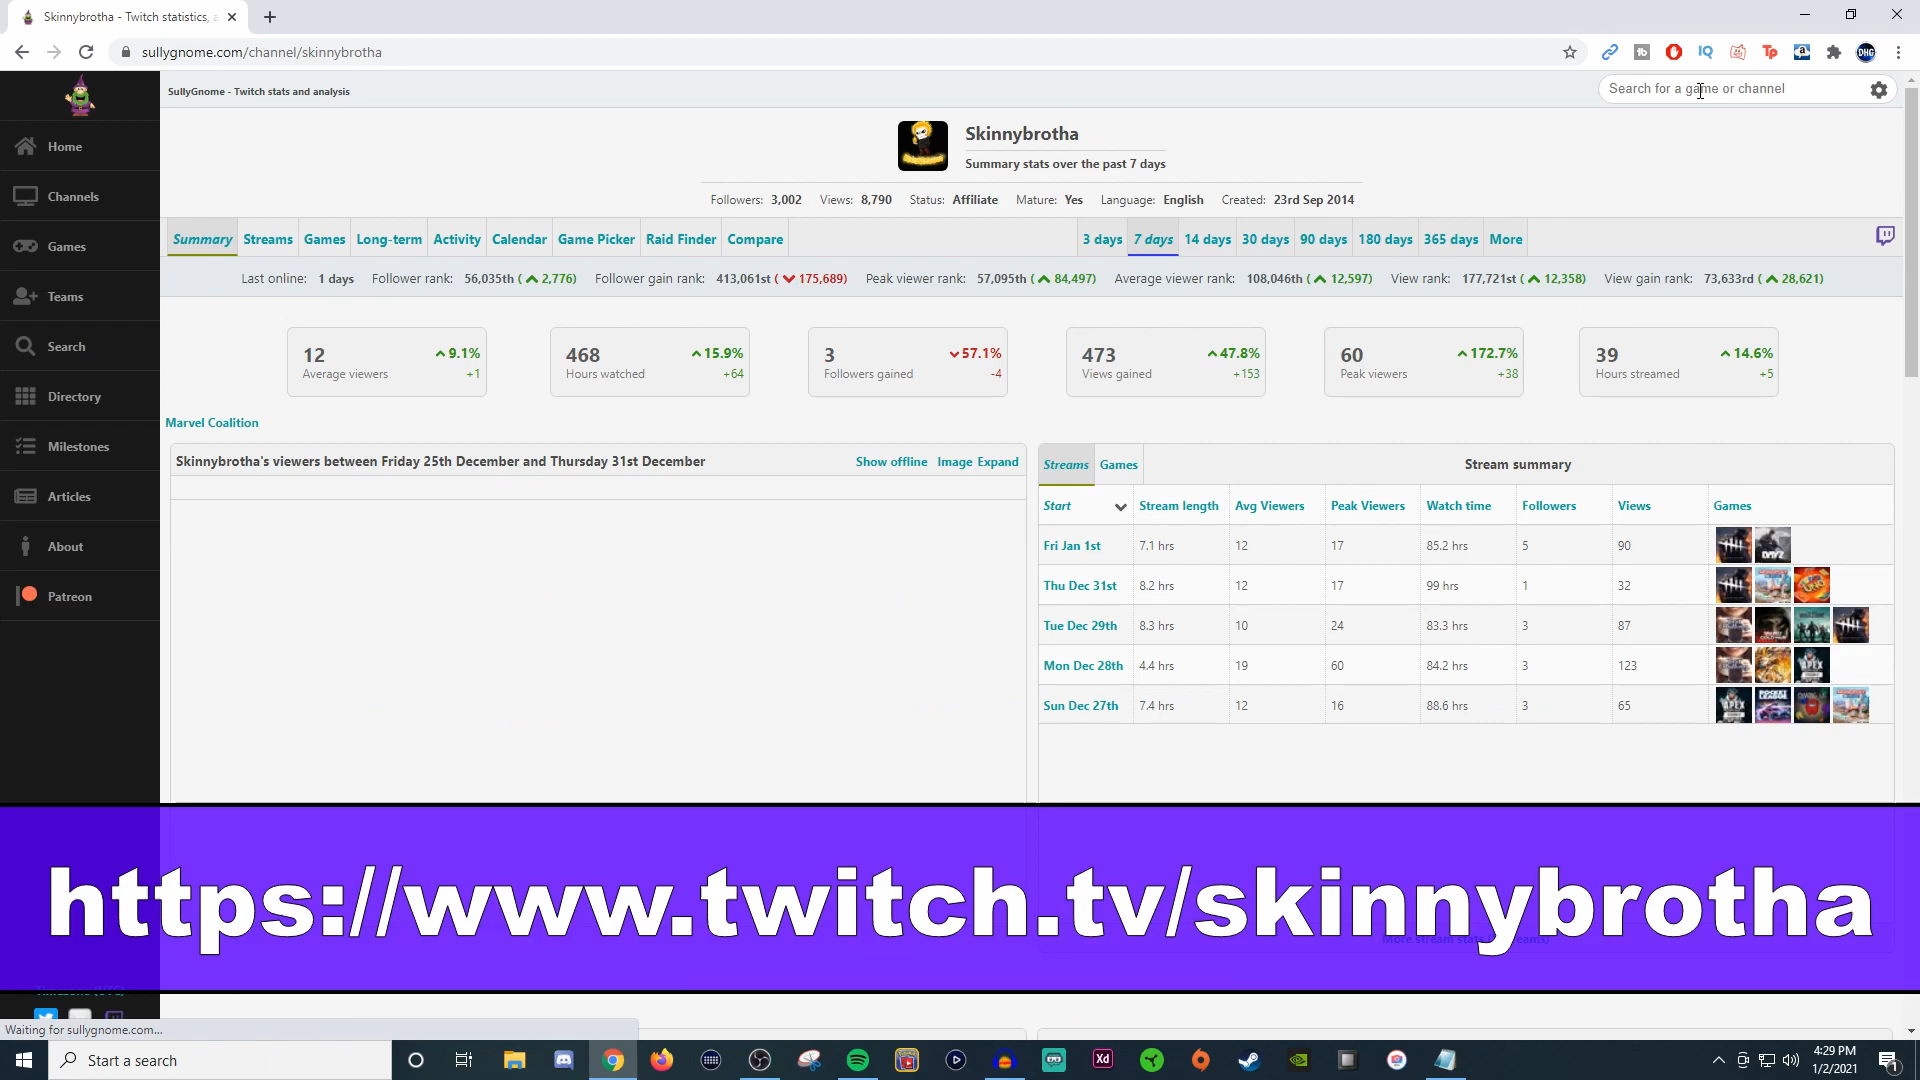 Skinnybrotha - Twitch statistics, a
sullygnome.com/channel/skinnybrotha
SullyGnome - Twitch stats and analysis
Search for a game or channel
Home
Channels
Games
Teams
Search
Directory
Milestones
Articles
About
Patreon
Skinnybrotha
Summary stats over the past 7 days
Followers: 3,002 Views: 8,790 Status: Affiliate Mature: Yes Language: English Created: 23rd Sep 2014
Summary Streams Games Long-term Activity Calendar Game Picker Raid Finder Compare 3 days 7 days 14 days 30 days 90 days 180 days 365 days More
Last online: 1 days Follower rank: 56,035th ( 2,776) Follower gain rank: 413,061st ( 175,689) Peak viewer rank: 57,095th ( 84,497) Average viewer rank: 108,046th ( 12,597) View rank: 177,721st ( 12,358) View gain rank: 73,633rd ( 28,621)
12 9.1% 468 15.9% 3 57.1% 473 47.8% 60 172.7% 39 14.6%
Average viewers +1 Hours watched +64 Followers gained -4 Views gained +153 Peak viewers +38 Hours streamed +5
Marvel Coalition
Skinnybrotha's viewers between Friday 25th December and Thursday 31st December Show offline Image Expand
Streams Games Stream summary
Start Stream length Avg Viewers Peak Viewers Watch time Followers Views Games
Fri Jan 1st 7.1 hrs 12 17 85.2 hrs 5 90
Thu Dec 31st 8.2 hrs 12 17 99 hrs 1 32
Tue Dec 29th 8.3 hrs 10 24 83.3 hrs 3 87
Mon Dec 28th 4.4 hrs 19 60 84.2 hrs 3 123
Sun Dec 27th 7.4 hrs 12 16 88.6 hrs 3 65
https://www.twitch.tv/skinnybrotha
Waiting for sullygnome.com...
Start a search
4:29 PM
1/2/2021